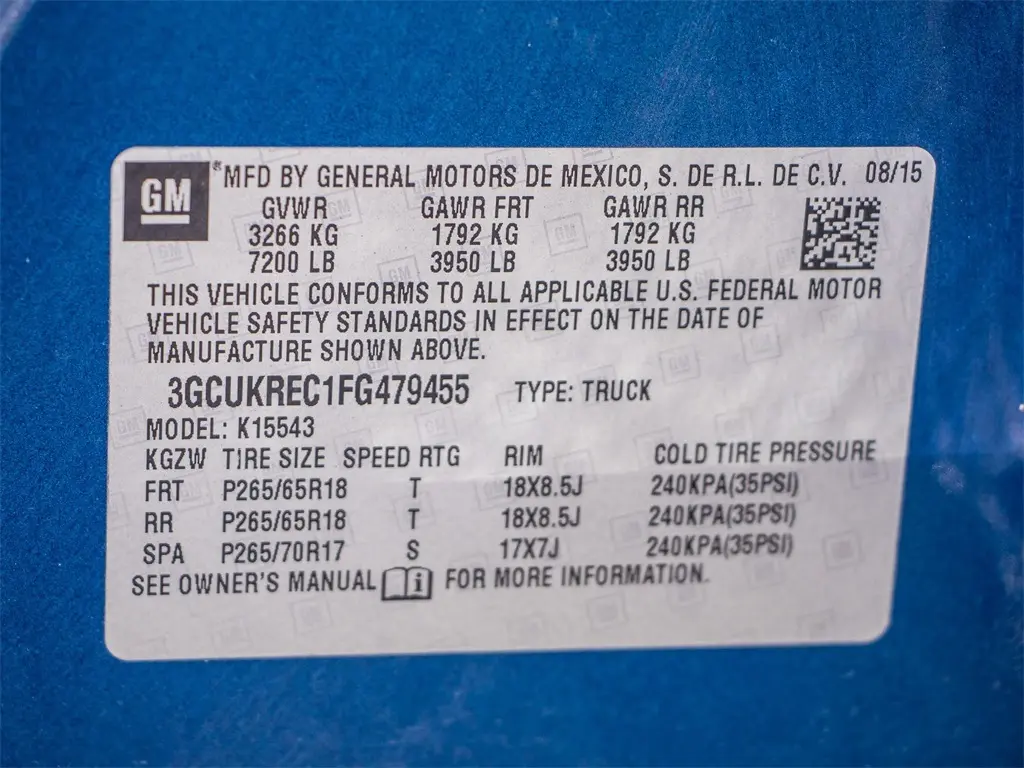 GM
®MFD BY GENERAL MOTORS DE MEXICO, S. DE R.L. DE C.V. 08/15
GVWR GAWR FRT GAWR RR
3266 KG 1792 KG 1792 KG
7200 LB 3950 LB 3950 LB
THIS VEHICLE CONFORMS TO ALL APPLICABLE U.S. FEDERAL MOTOR
VEHICLE SAFETY STANDARDS IN EFFECT ON THE DATE OF
MANUFACTURE SHOWN ABOVE.
3GCUKREC1FG479455 TYPE: TRUCK
MODEL: K15543
KGZW TIRE SIZE SPEED RTG RIM COLD TIRE PRESSURE
FRT P265/65R18 T 18X8.5J 240KPA(35PSI)
RR P265/65R18 T 18X8.5J 240KPA(35PSI)
SPA P265/70R17 S 17X7J 240KPA(35PSI)
SEE OWNER'S MANUAL i FOR MORE INFORMATION.